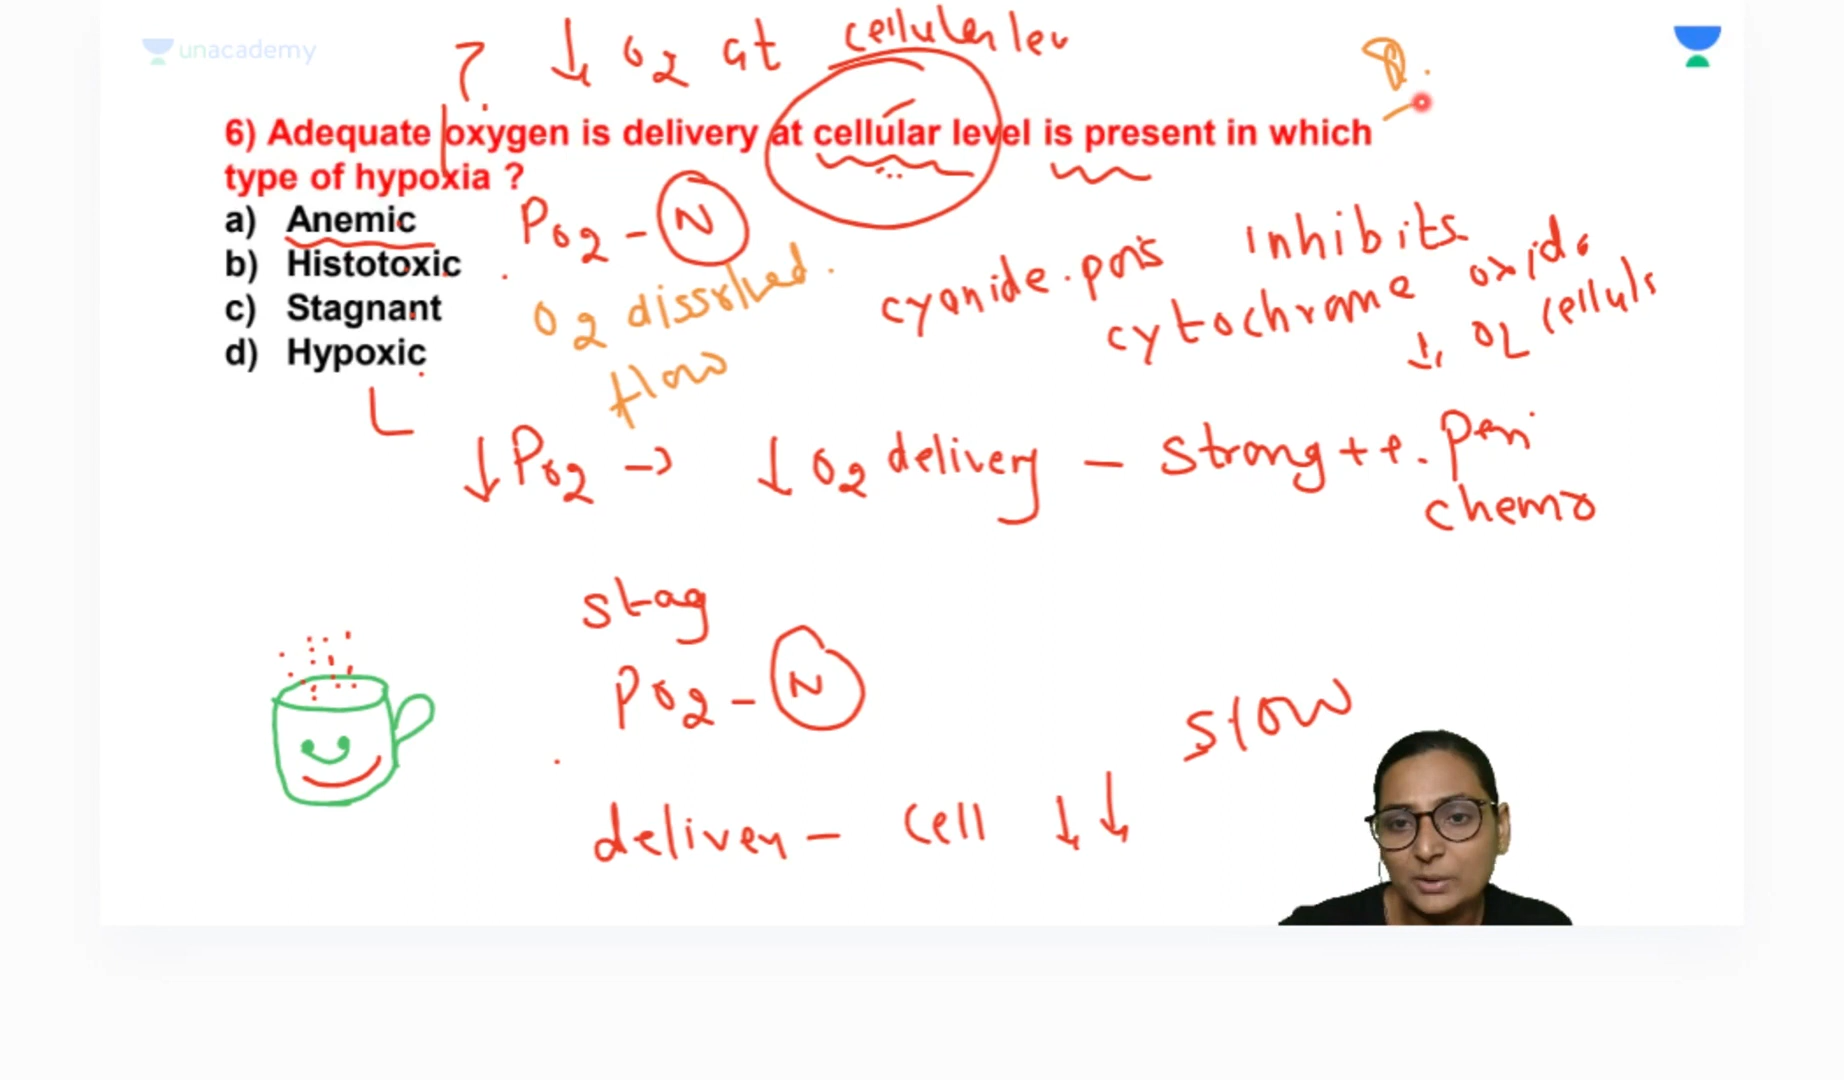 unacademy
? ↓ O2 at cellular lev
6) Adequate oxygen is delivery at cellular level is present in which
type of hypoxia ?
a) Anemic
b) Histotoxic
c) Stagnant
d) Hypoxic
PO2 - N
O2 dissolved.
flow
cyanide.pois inhibits
cytochrome oxida
↓ O2 cellula
↓ PO2 → ↓ O2 delivery - strong +e. peri
chemo
stag
PO2 - N
slow
delivery - cell ↓↓